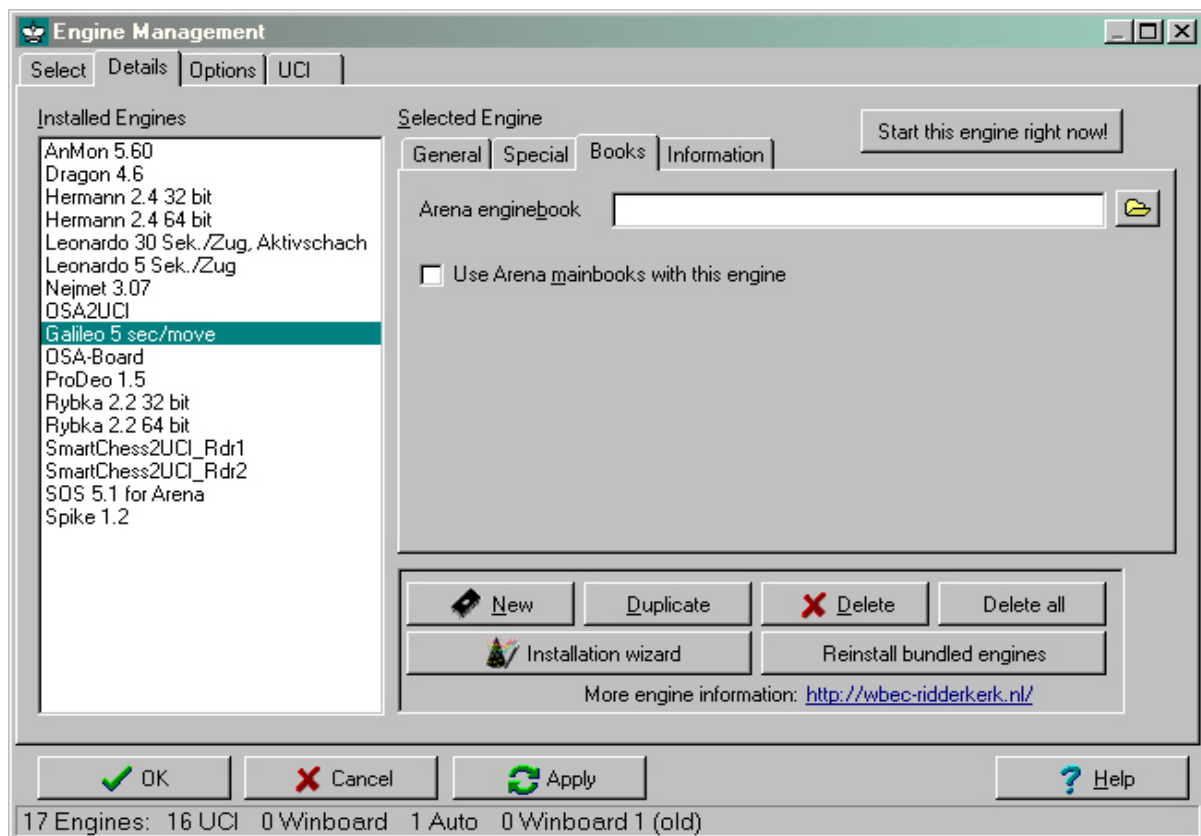 Engine Management
Select Details Options UCI
Installed Engines
AnMon 5.60
Dragon 4.6
Hermann 2.4 32 bit
Hermann 2.4 64 bit
Leonardo 30 Sek./Zug, Aktivschach
Leonardo 5 Sek./Zug
Nejmet 3.07
OSA2UCI
Galileo 5 sec/move
OSA-Board
ProDeo 1.5
Rybka 2.2 32 bit
Rybka 2.2 64 bit
SmartChess2UCI_Rdr1
SmartChess2UCI_Rdr2
SOS 5.1 for Arena
Spike 1.2
Selected Engine
Start this engine right now!
General Special Books Information
Arena enginebook
Use Arena mainbooks with this engine
New Duplicate Delete Delete all
Installation wizard Reinstall bundled engines
More engine information: http://wbec-ridderkerk.nl/
OK Cancel Apply Help
17 Engines: 16 UCI 0 Winboard 1 Auto 0 Winboard 1 (old)